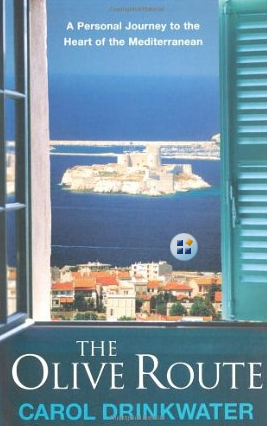 A Personal Journey to the
Heart of the Mediterranean
THE
OLIVE ROUTE
CAROL DRINKWATER